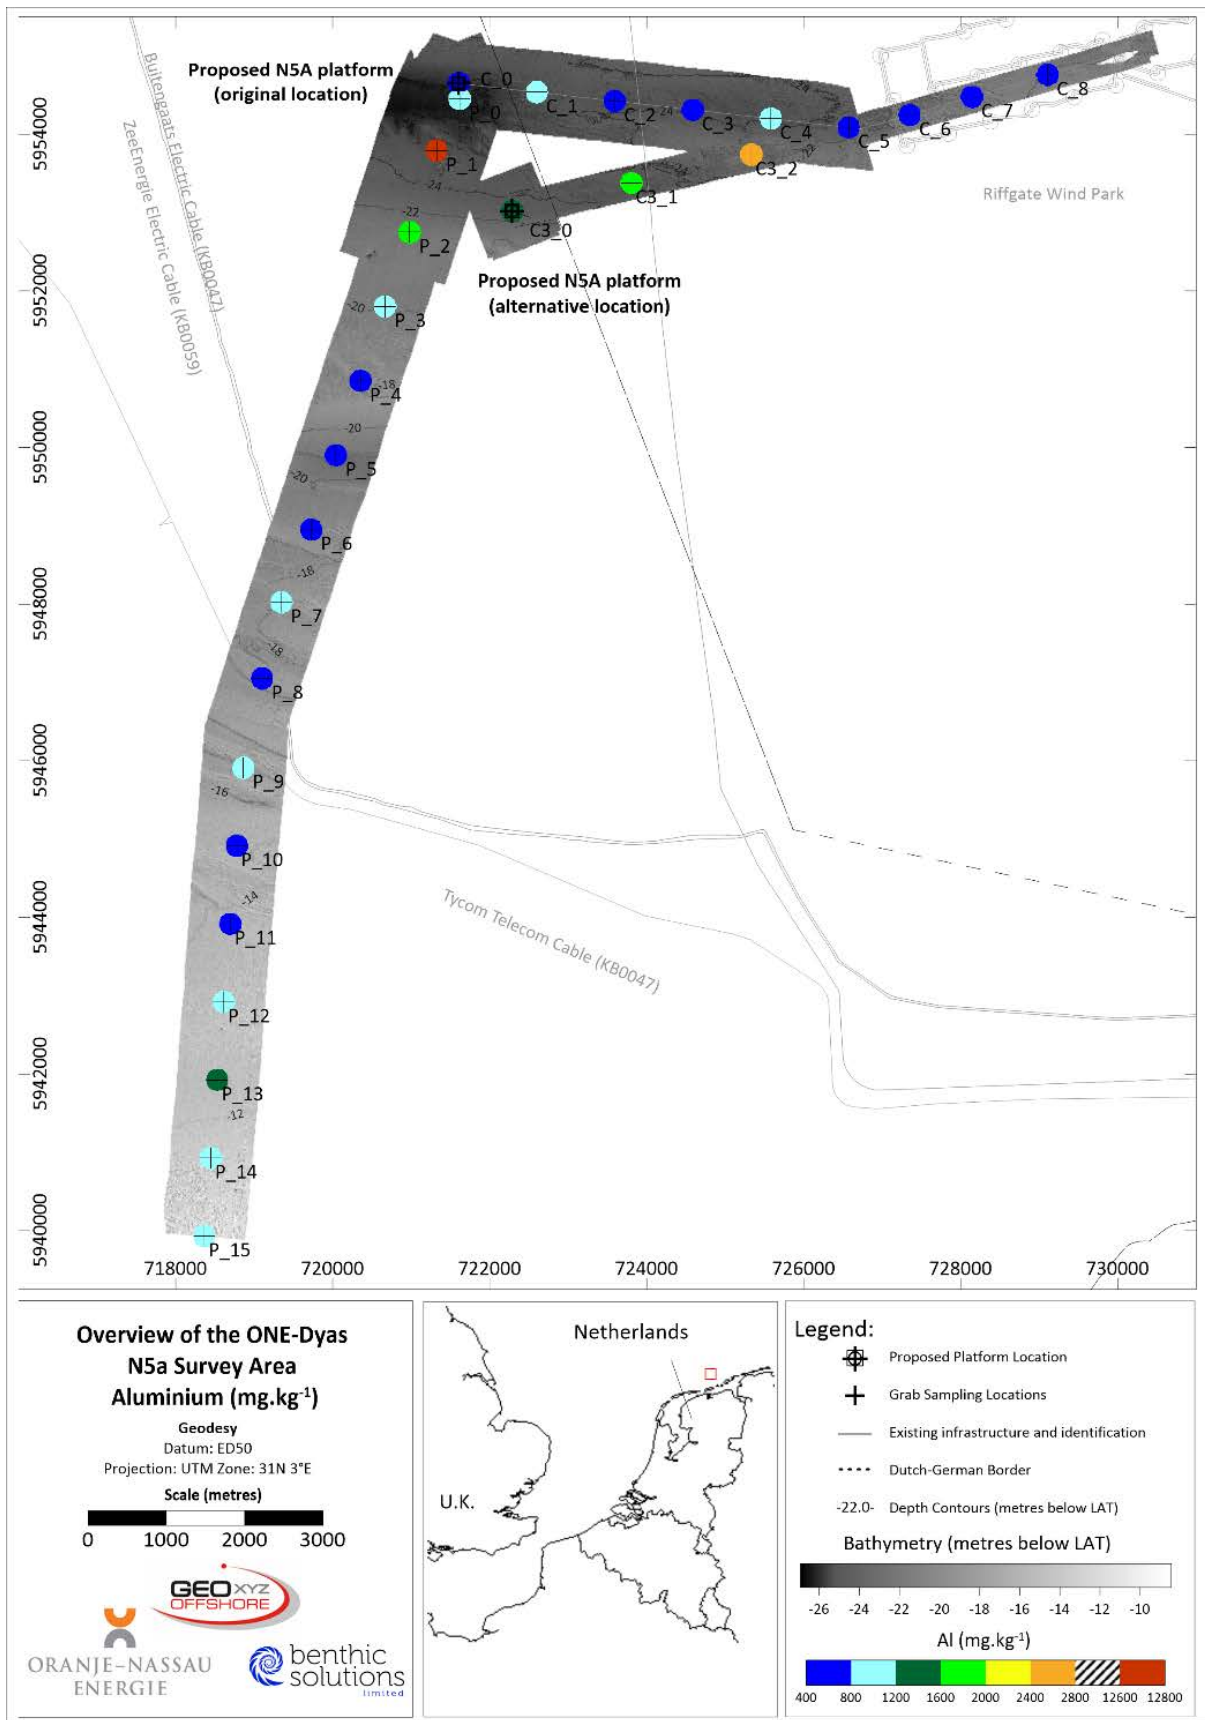 Proposed N5A platform
(original location)
C_0
P_0
C_1
C_2
C_3
C_4
C_5
C_6
C_7
C_8
P_1
C3_2
C3_1
C3_0
P_2
Riffgate Wind Park
Proposed N5A platform
(alternative location)
Buitengaats Electric Cable (KB0047)
ZeeEnergie Electric Cable (KB0059)
P_3
P_4
P_5
P_6
P_7
P_8
P_9
P_10
P_11
P_12
P_13
P_14
P_15
-24
24
-24
-22
-24
-22
-20
-18
-20
-20
-18
-18
-16
-14
-12
Tycom Telecom Cable (KB0047)
5954000
5952000
5950000
5948000
5946000
5944000
5942000
5940000
718000 720000 722000 724000 726000 728000 730000
Overview of the ONE-Dyas
N5a Survey Area
Aluminium (mg.kg⁻¹)
Geodesy
Datum: ED50
Projection: UTM Zone: 31N 3°E
Scale (metres)
0 1000 2000 3000
GEO XYZ
OFFSHORE
ORANJE–NASSAU
ENERGIE
benthic
solutions
limited
Netherlands
U.K.
Legend:
Proposed Platform Location
Grab Sampling Locations
Existing infrastructure and identification
Dutch-German Border
-22.0- Depth Contours (metres below LAT)
Bathymetry (metres below LAT)
-26 -24 -22 -20 -18 -16 -14 -12 -10
Al (mg.kg⁻¹)
400 800 1200 1600 2000 2400 2800 12600 12800